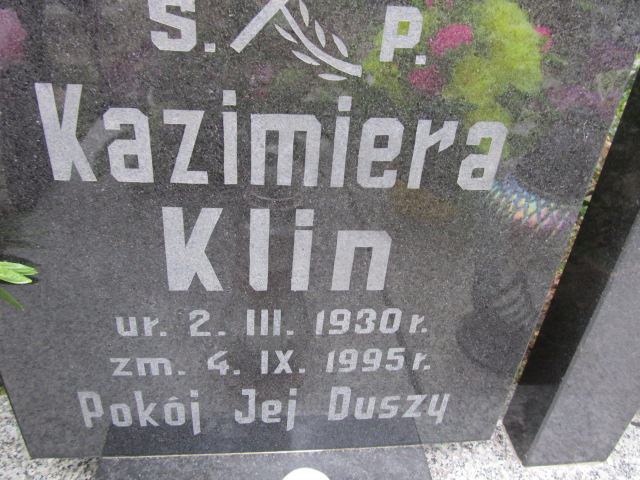 Ś. P.
Kazimiera
Klin
ur. 2. III. 1930 r.
zm. 4. IX. 1995 r.
Pokój Jej Duszy